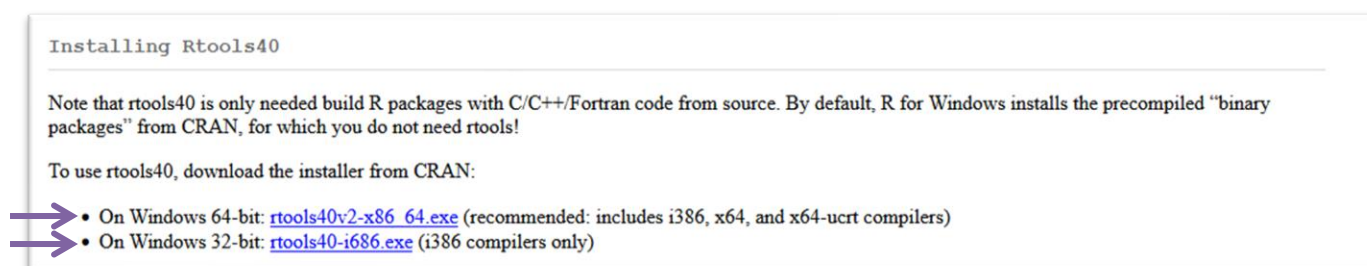 Installing Rtools40
Note that rtools40 is only needed build R packages with C/C++/Fortran code from source. By default, R for Windows installs the precompiled “binary
packages” from CRAN, for which you do not need rtools!
To use rtools40, download the installer from CRAN:
• On Windows 64-bit: rtools40v2-x86_64.exe (recommended: includes i386, x64, and x64-ucrt compilers)
• On Windows 32-bit: rtools40-i686.exe (i386 compilers only)